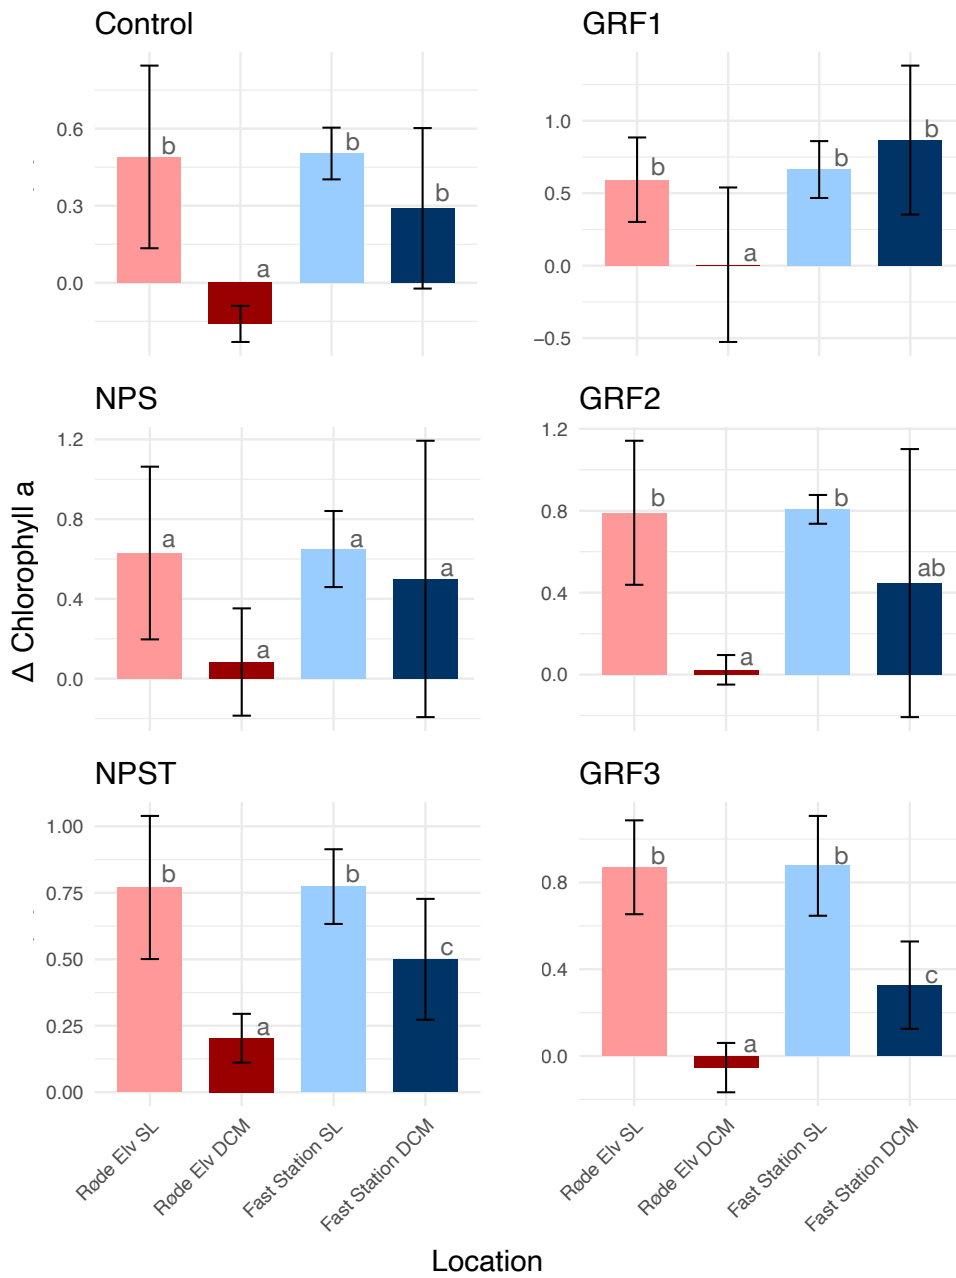 Control
GRF1
0.6
0.3
0.0
b
a
b
b
1.0
0.5
0.0
−0.5
b
a
b
b
NPS
GRF2
Δ Chlorophyll a
1.2
0.8
0.4
0.0
a
a
a
a
1.2
0.8
0.4
0.0
b
a
b
ab
NPST
GRF3
1.00
0.75
0.50
0.25
0.00
b
a
b
c
0.8
0.4
0.0
b
a
b
c
Røde Elv SL
Røde Elv DCM
Fast Station SL
Fast Station DCM
Røde Elv SL
Røde Elv DCM
Fast Station SL
Fast Station DCM
Location